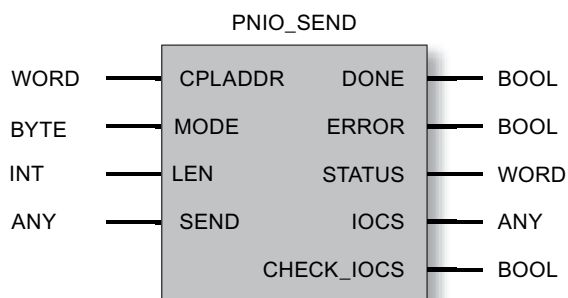 PNIO_SEND
WORD CPLADDR DONE BOOL
BYTE MODE ERROR BOOL
INT LEN STATUS WORD
ANY SEND IOCS ANY
CHECK_IOCS BOOL